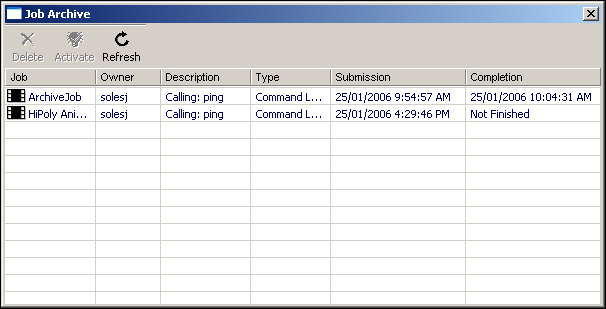 Job Archive
Delete Activate Refresh
Job Owner Description Type Submission Completion
ArchiveJob solesj Calling: ping Command L... 25/01/2006 9:54:57 AM 25/01/2006 10:04:31 AM
HiPoly Ani... solesj Calling: ping Command L... 25/01/2006 4:29:46 PM Not Finished